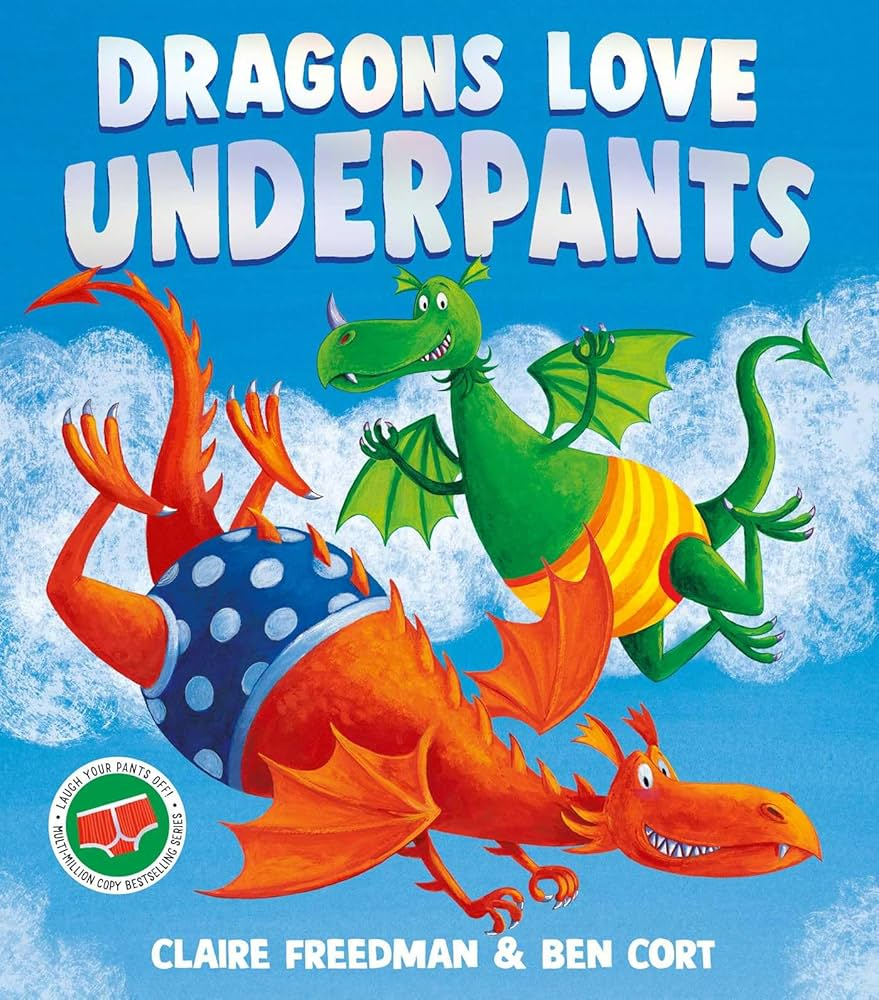 DRAGONS LOVE
UNDERPANTS
• LAUGH YOUR PANTS OFF! •
MULTI-MILLION COPY BESTSELLING SERIES
CLAIRE FREEDMAN & BEN CORT